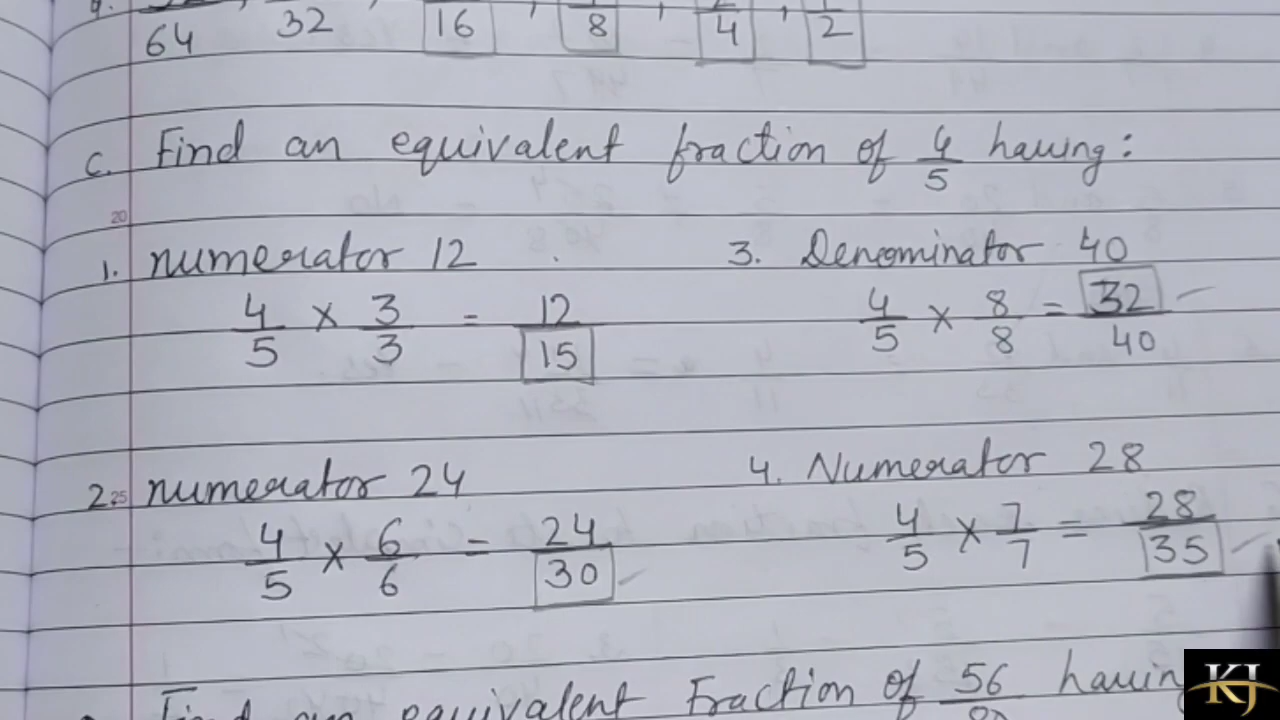 64 32 16 , 8 , 4 , 2
C. Find an equivalent fraction of 4/5 having:
20
1. numerator 12
4/5 × 3/3 = 12/15
2. numerator 24
25
4/5 × 6/6 = 24/30
3. Denominator 40
4/5 × 8/8 = 32/40
4. Numerator 28
4/5 × 7/7 = 28/35
Find an equivalent Fraction of 56 having
KJ